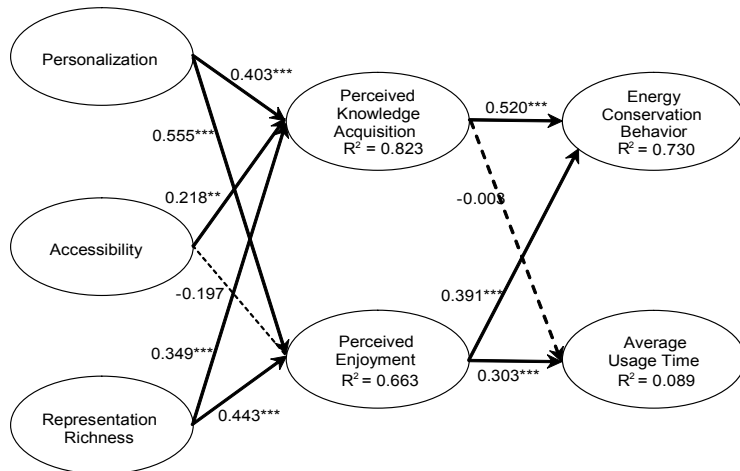 Personalization
0.403***
Perceived
Knowledge
Acquisition
R² = 0.823
0.520***
Energy
Conservation
Behavior
R² = 0.730
0.555***
0.218**
-0.003
Accessibility
-0.197
0.391***
0.349***
Perceived
Enjoyment
R² = 0.663
0.303***
Average
Usage Time
R² = 0.089
Representation
Richness
0.443***